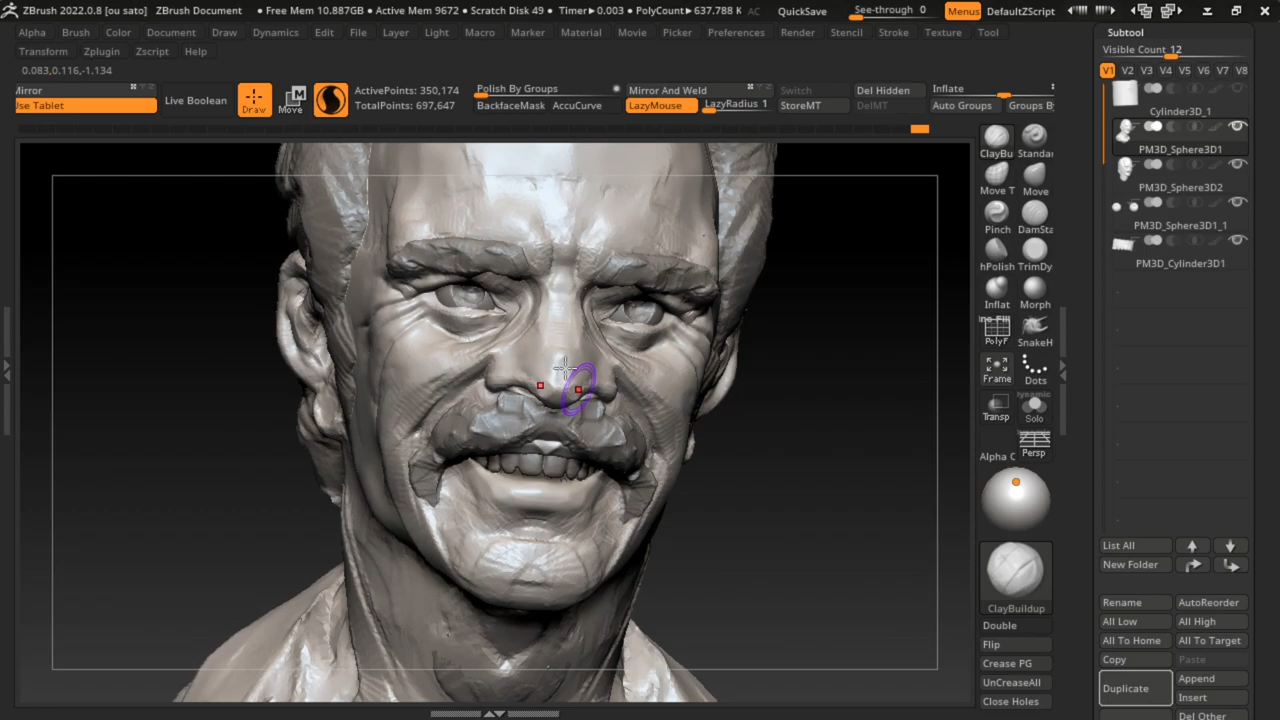 ZBrush 2022.0.8 [ou sato] ZBrush Document • Free Mem 10.887GB • Active Mem 9672 • Scratch Disk 49 • Timer▸0.003 • PolyCount▸637.788 K AC QuickSave See-through 0 Menus DefaultZScript
Alpha Brush Color Document Draw Dynamics Edit File Layer Light Macro Marker Material Movie Picker Preferences Render Stencil Stroke Texture Tool
Transform Zplugin Zscript Help
0.083,0.116,-1.134
Mirror
Use Tablet
Live Boolean
Draw
Move
ActivePoints: 350,174
TotalPoints: 697,647
Polish By Groups
BackfaceMask AccuCurve
Mirror And Weld
LazyMouse LazyRadius 1
Switch
StoreMT
Del Hidden
DelMT
Inflate
Auto Groups Groups By
ClayBu Standa
Move T Move
Pinch DamSta
hPolish TrimDy
Inflat Morph
PolyF SnakeH
Frame Dots
Transp
Dynamic
Solo
Persp
Alpha
ClayBuildup
Double
Flip
Crease PG
UnCreaseAll
Close Holes
Subtool
Visible Count 12
V1 V2 V3 V4 V5 V6 V7 V8
Cylinder3D_1
PM3D_Sphere3D1
PM3D_Sphere3D2
PM3D_Sphere3D1_1
PM3D_Cylinder3D1
List All
New Folder
Rename AutoReorder
All Low All High
All To Home All To Target
Copy Paste
Duplicate
Append
Insert
Del Other